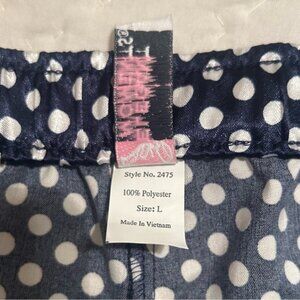 Style No. 2475
100% Polyester
Size: L
Made In Vietnam